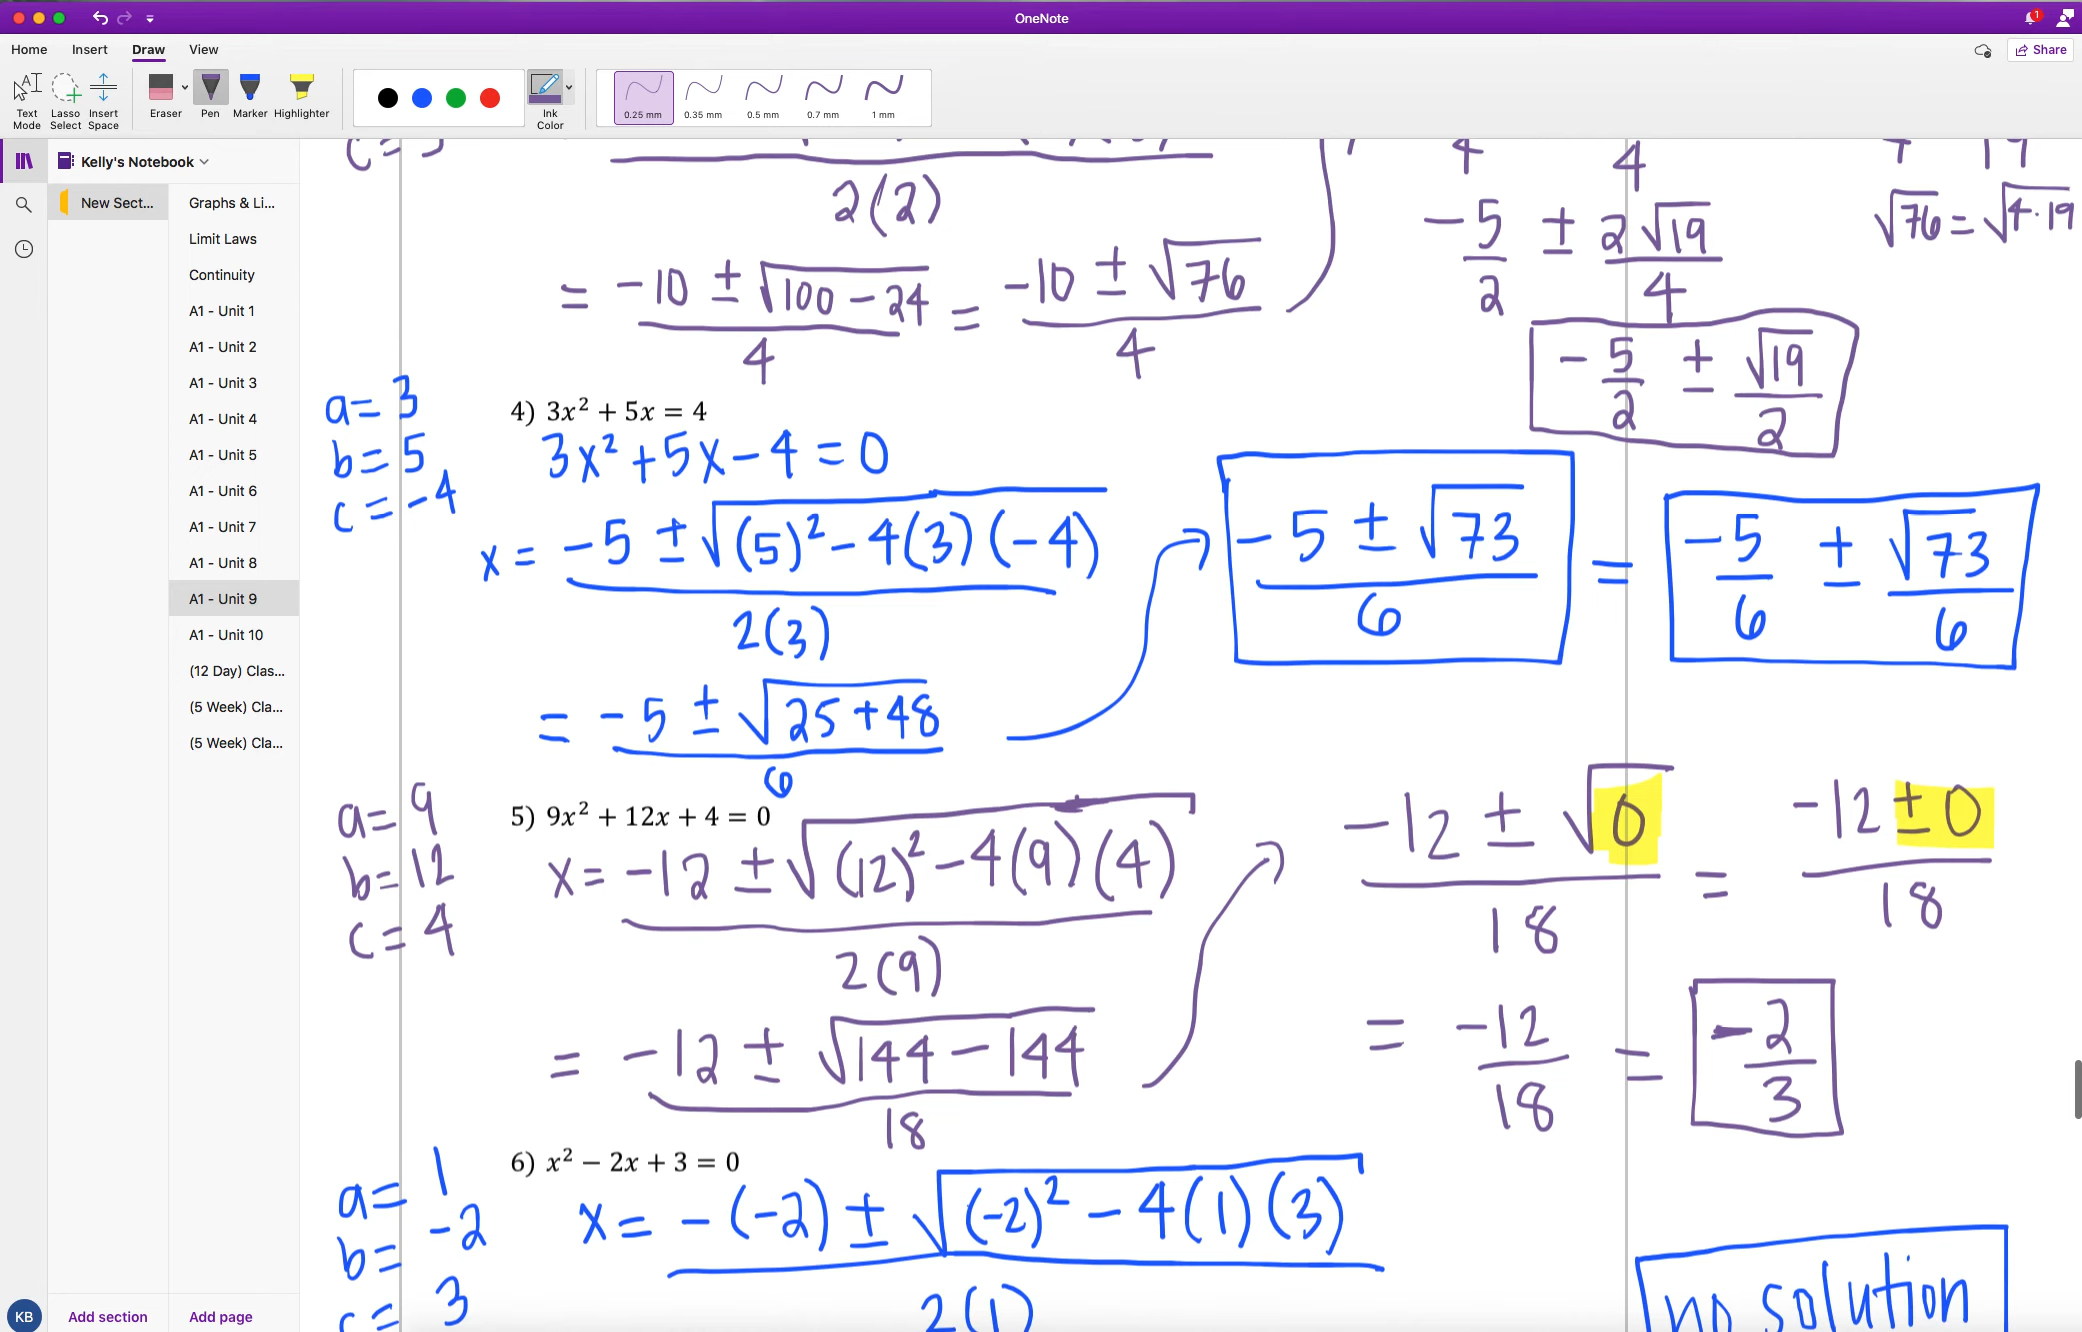 OneNote
1
Home Insert Draw View
Share
Text Mode
Lasso Select
Insert Space
Eraser
Pen
Marker
Highlighter
Ink Color
0.25 mm
0.35 mm
0.5 mm
0.7 mm
1 mm
Kelly's Notebook
New Sect...
Graphs & Li...
Limit Laws
Continuity
A1 - Unit 1
A1 - Unit 2
A1 - Unit 3
A1 - Unit 4
A1 - Unit 5
A1 - Unit 6
A1 - Unit 7
A1 - Unit 8
A1 - Unit 9
A1 - Unit 10
(12 Day) Clas...
(5 Week) Cla...
(5 Week) Cla...
KB
Add section
Add page
2(2)
= (-10 ± √(100 - 24))/4 = (-10 ± √76)/4
4 4
-5/2 ± 2√19/4
√76 = √4·19
-5/2 ± √19/2
a= 3
b= 5
c= -4
4) 3x² + 5x = 4
3x² + 5x - 4 = 0
x = (-5 ± √((5)² - 4(3)(-4)))/2(3)
= (-5 ± √(25 + 48))/6
(-5 ± √73)/6 = -5/6 ± √73/6
a= 9
b= 12
c= 4
5) 9x² + 12x + 4 = 0
x = (-12 ± √((12)² - 4(9)(4)))/2(9)
= (-12 ± √(144 - 144))/18
(-12 ± √0)/18 = (-12 ± 0)/18
= -12/18 = -2/3
a= 1
b= -2
c= 3
6) x² − 2x + 3 = 0
x = (-(-2) ± √((-2)² - 4(1)(3)))/2(1)
no solution